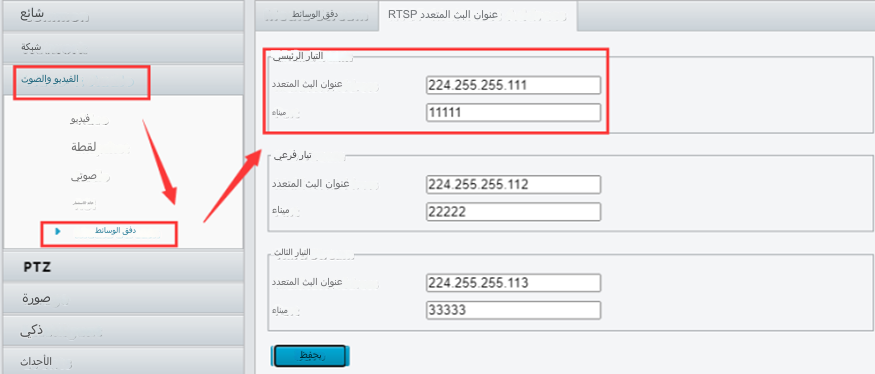 شائع
شبكة
الفيديو والصوت
فيديو
لقطة
صوتي
دفق الوسائط
PTZ
صورة
ذكي
الأحداث
دفق الوسائط
عنوان البث المتعدد RTSP
التيار الرئيسي
عنوان البث المتعدد
224.255.255.111
ميناء
11111
تيار فرعي
عنوان البث المتعدد
224.255.255.112
ميناء
22222
التيار الثالث
عنوان البث المتعدد
224.255.255.113
ميناء
33333
يحفظ